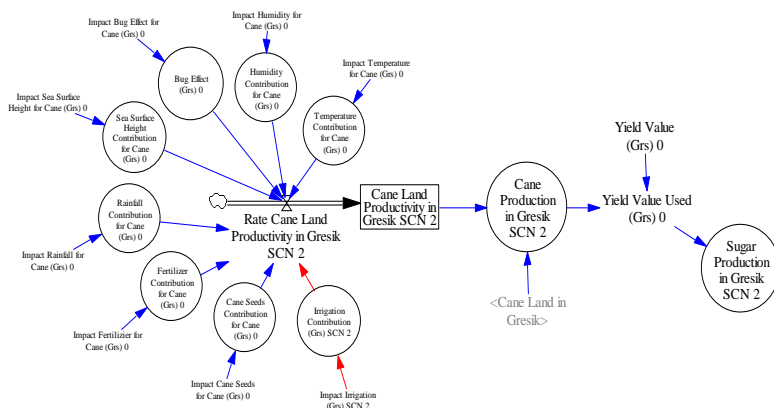 Impact Bug Effect for
Cane (Grs) 0
Impact Humidity for
Cane (Grs) 0
Bug Effect
(Grs) 0
Humidity
Contribution
for Cane
(Grs) 0
Impact Temperature
for Cane (Grs) 0
Impact Sea Surface
Height for Cane (Grs) 0
Sea Surface
Height
Contribution
for Cane
(Grs) 0
Temperature
Contribution
for Cane
(Grs) 0
Rainfall
Contribution
for Cane
(Grs) 0
Impact Rainfall for
Cane (Grs) 0
Rate Cane Land
Productivity in Gresik
SCN 2
Cane Land
Productivity in
Gresik SCN 2
Cane
Production
in Gresik
SCN 2
Yield Value
(Grs) 0
Yield Value Used
(Grs) 0
Sugar
Production
in Gresik
SCN 2
<Cane Land in
Gresik>
Fertilizer
Contribution
for Cane
(Grs) 0
Impact Fertilizier for
Cane (Grs) 0
Cane Seeds
Contribution
for Cane
(Grs) 0
Impact Cane Seeds
for Cane (Grs) 0
Irrigation
Contribution
(Grs) SCN 2
Impact Irrigation
(Grs) SCN 2